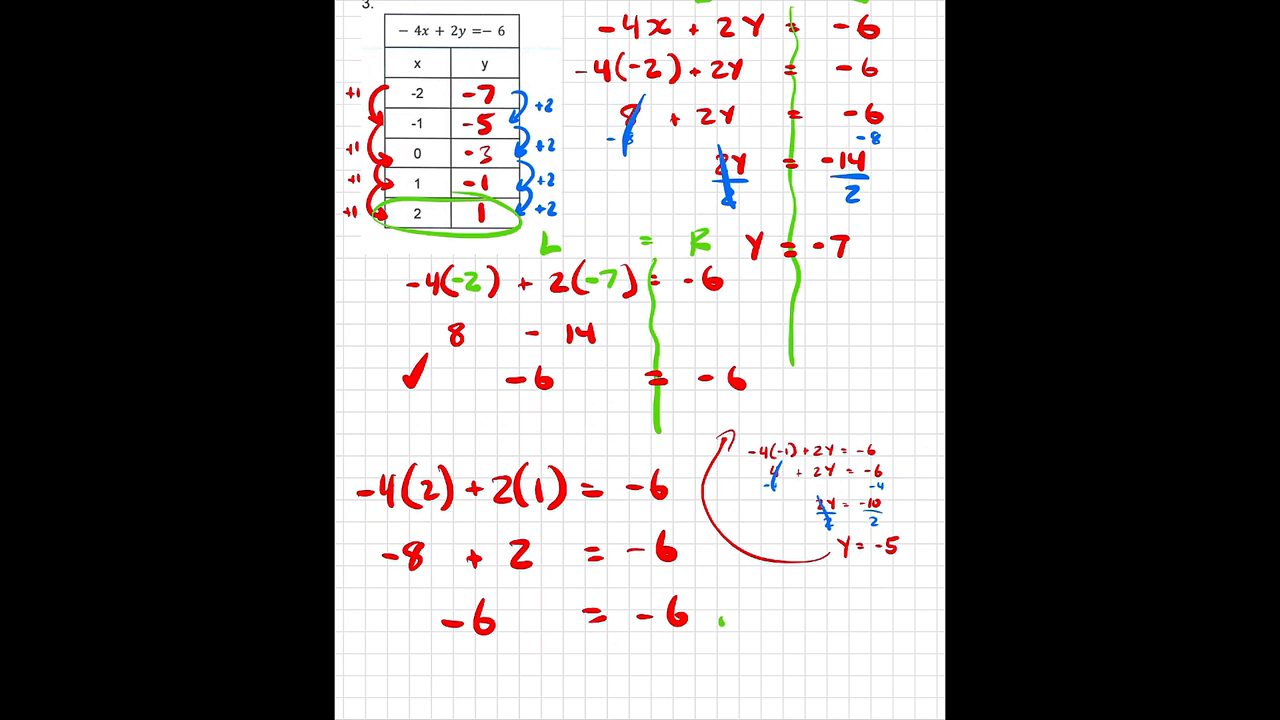 3.
- 4x + 2y = - 6
x y
+1 -2 -7 +2
-1 -5
+1 0 -3 +2
+1 1 -1 +2
+1 2 1 +2
-4x + 2y = -6
-4(-2) + 2y = -6
8 + 2y = -6
-8 -8
2y = -14
2 2
y = -7
L = R
-4(-2) + 2(-7) = -6
8 - 14
✓ -6 = -6
-4(-1) + 2y = -6
4 + 2y = -6
-4 -4
2y = -10
2 2
y = -5
-4(2) + 2(1) = -6
-8 + 2 = -6
-6 = -6